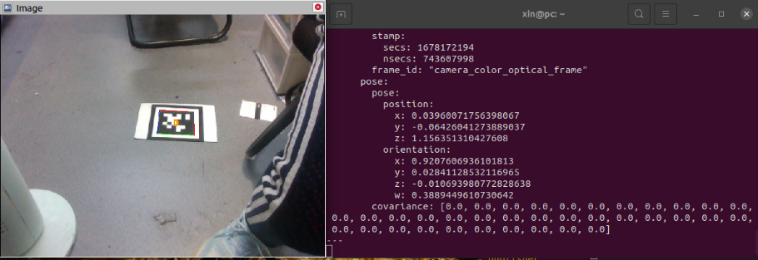 Image
xln@pc: ~
stamp:
secs: 1678172194
nsecs: 743607998
frame_id: "camera_color_optical_frame"
pose:
pose:
position:
x: 0.03960071756398067
y: -0.06426041273889037
z: 1.156351310427608
orientation:
x: 0.9207606936101813
y: 0.02841128532116965
z: -0.010693980772828638
w: 0.3889449610730642
covariance: [0.0, 0.0, 0.0, 0.0, 0.0, 0.0, 0.0, 0.0, 0.0, 0.0, 0.0,
0.0, 0.0, 0.0, 0.0, 0.0, 0.0, 0.0, 0.0, 0.0, 0.0, 0.0, 0.0, 0.0, 0.0, 0.0,
0.0, 0.0, 0.0, 0.0, 0.0, 0.0, 0.0, 0.0, 0.0, 0.0]
---